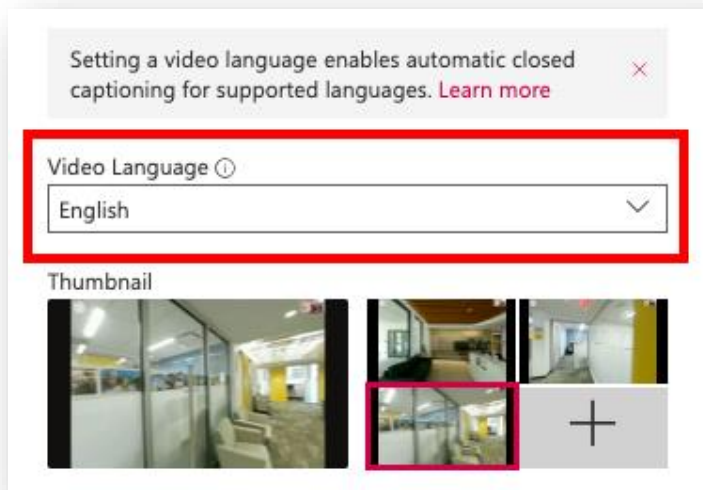 Setting a video language enables automatic closed
captioning for supported languages. Learn more
Video Language
English
Thumbnail